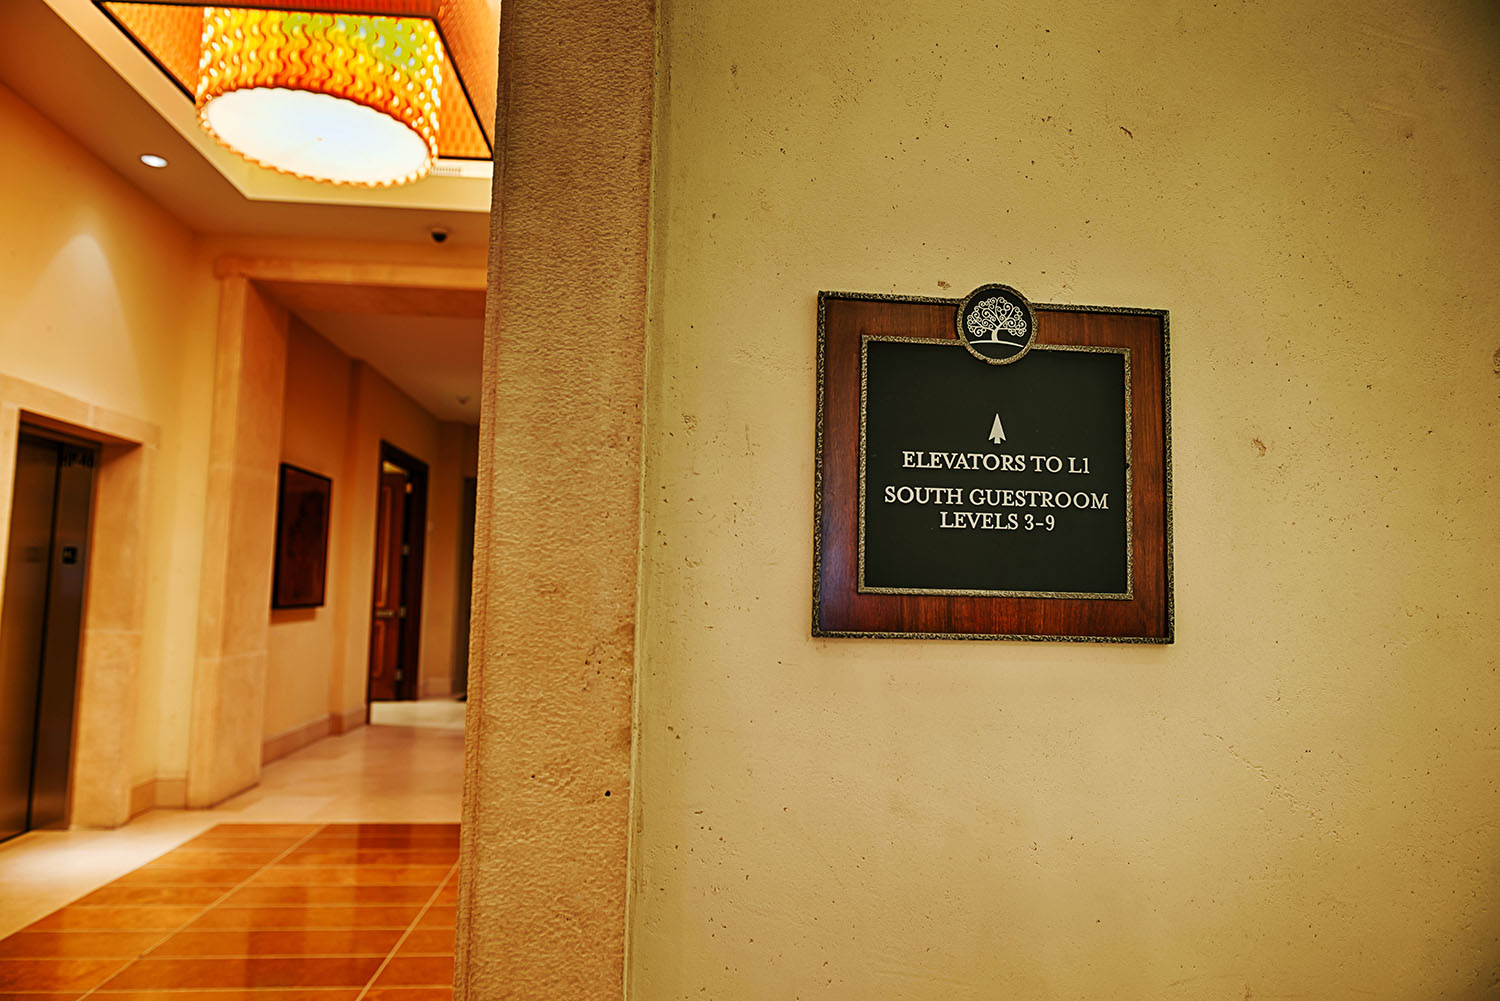 ELEVATORS TO L1
SOUTH GUESTROOM
LEVELS 3-9